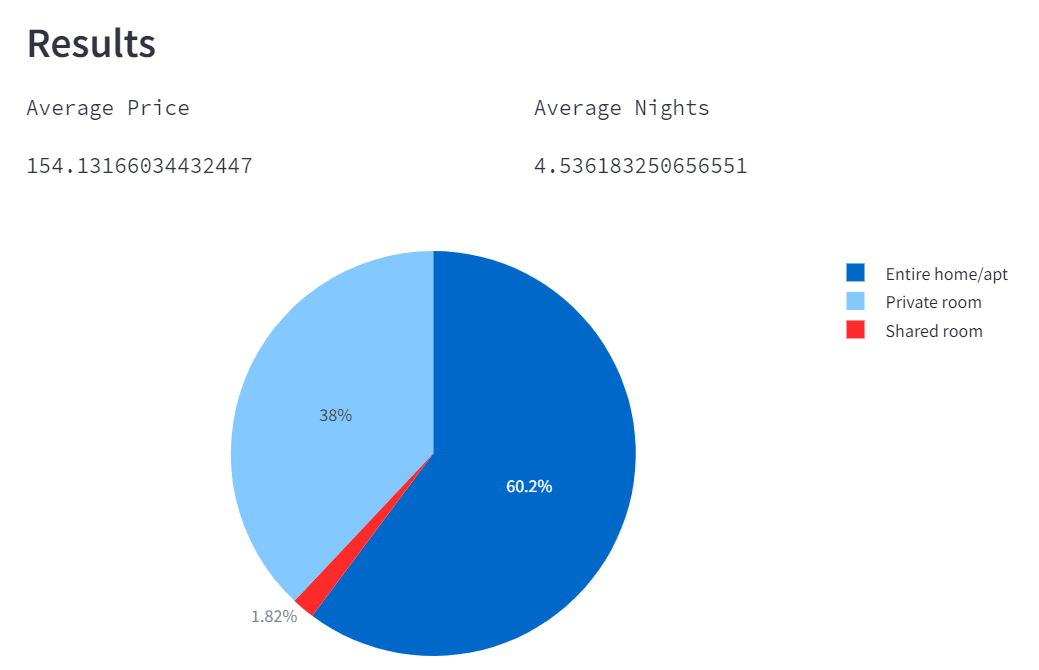 Results
Average Price
Average Nights
154.13166034432447
4.536183250656551
Entire home/apt
Private room
Shared room
38%
60.2%
1.82%